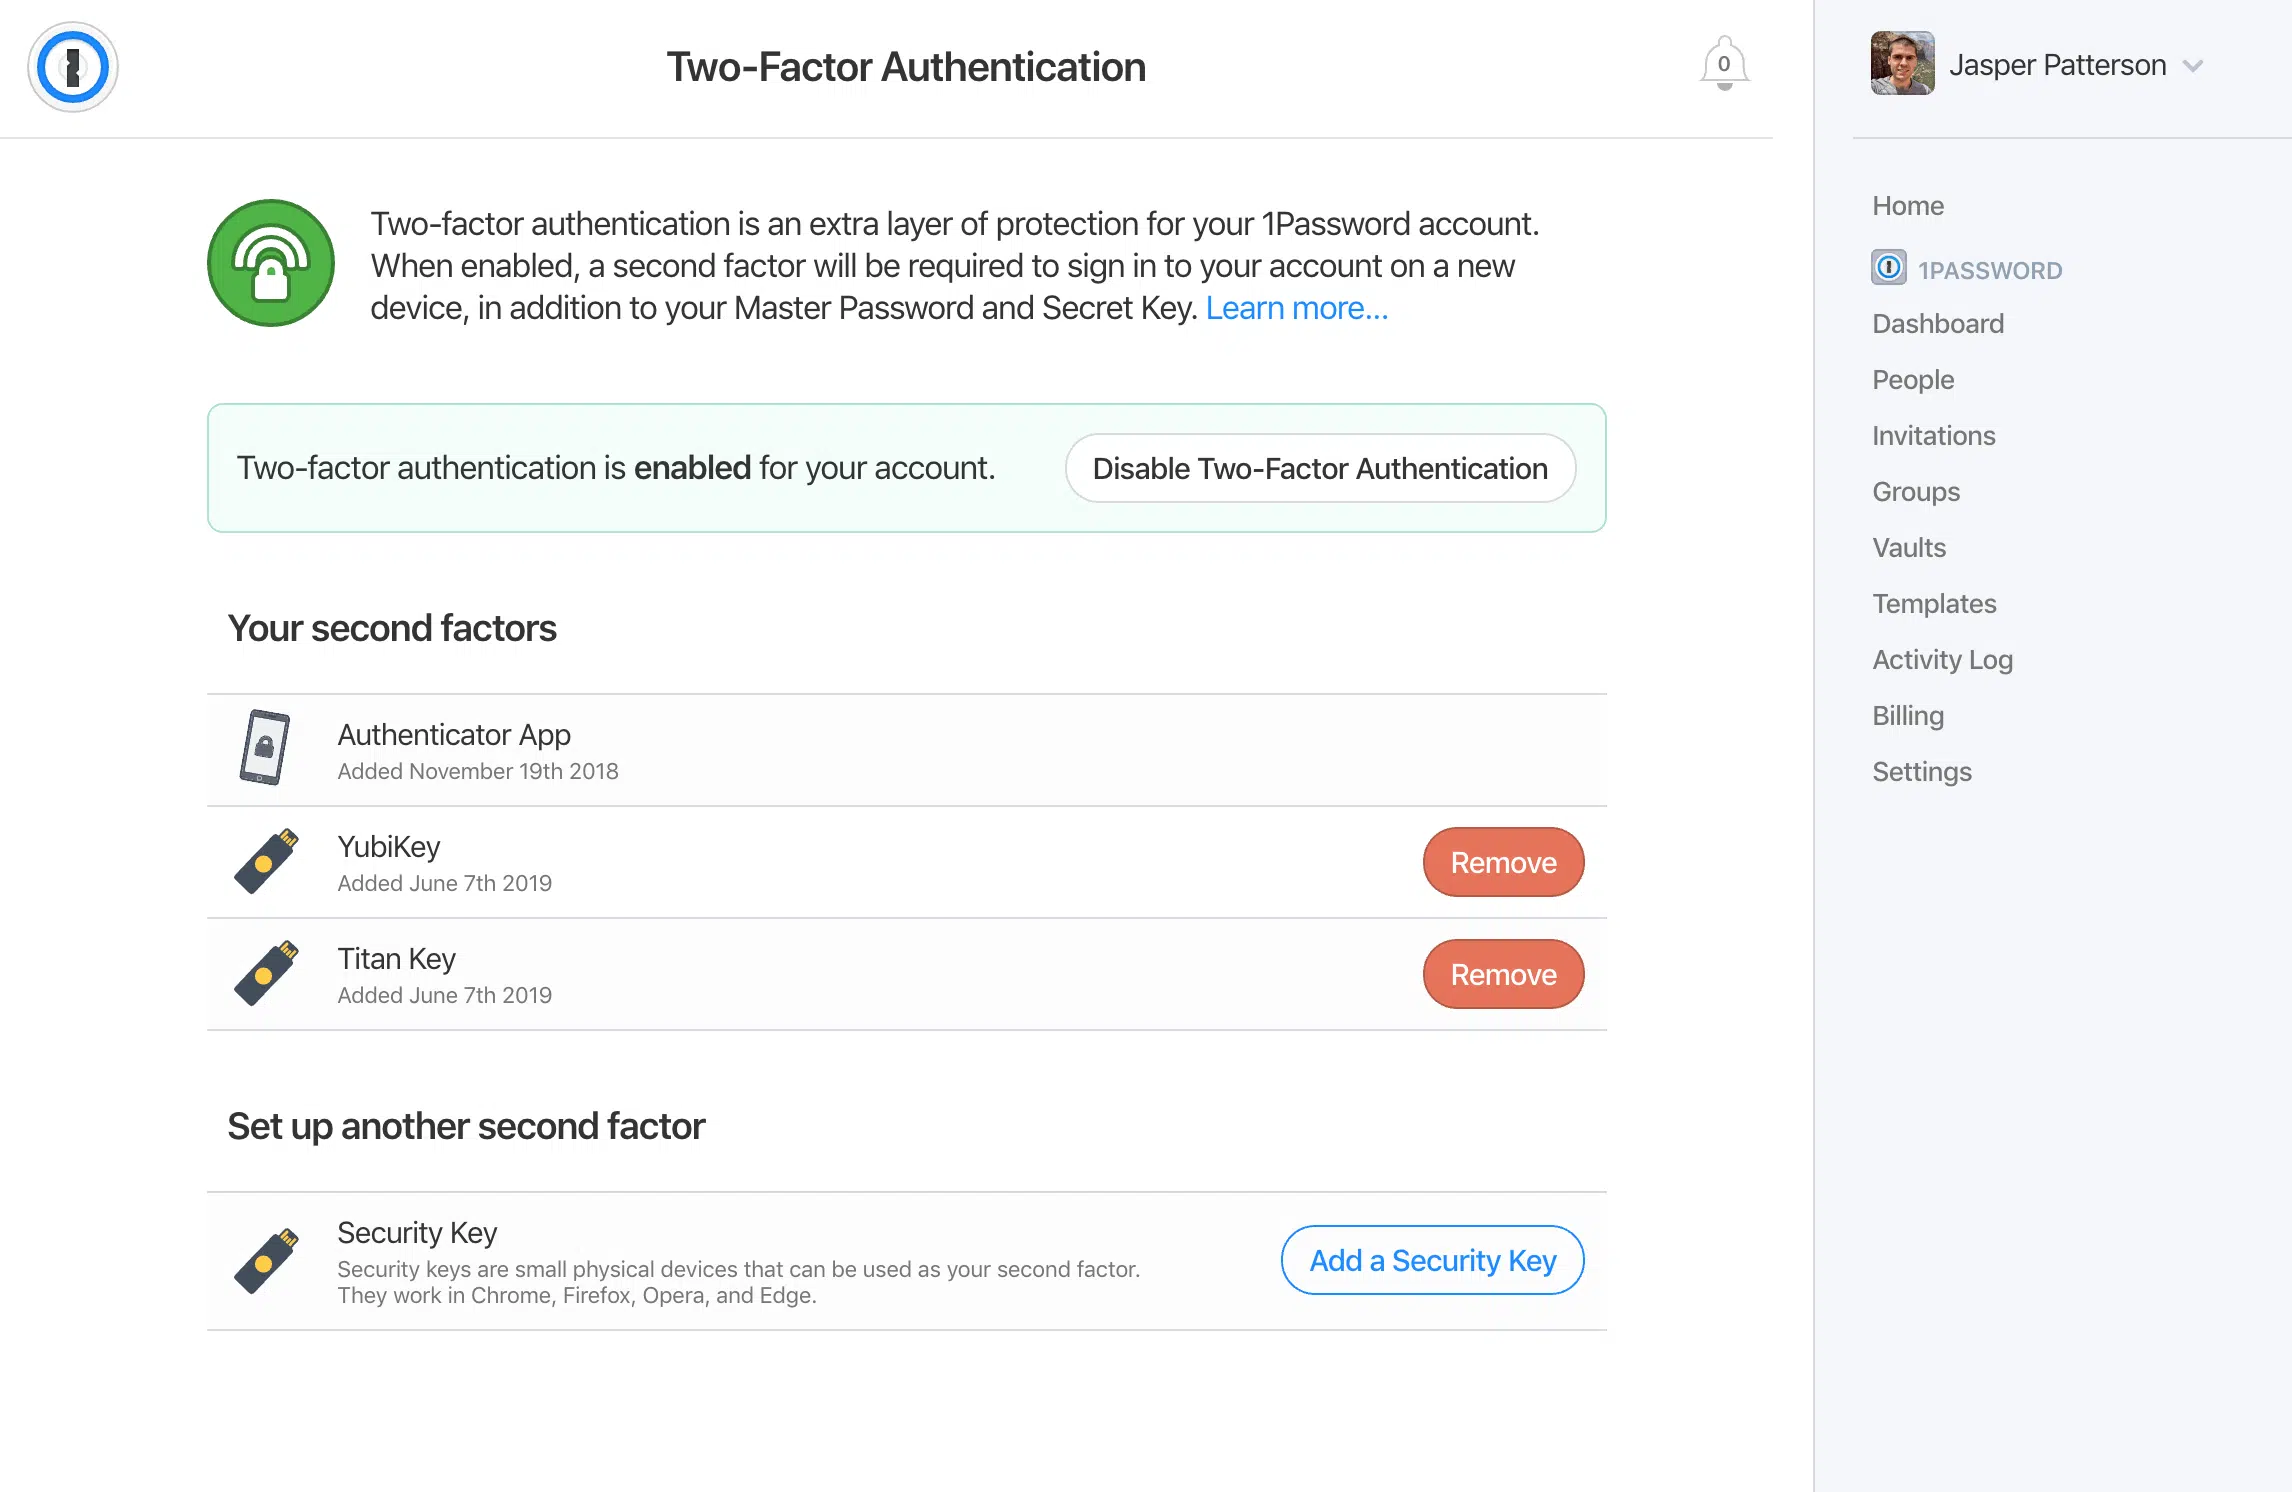 Two-Factor Authentication
0
Jasper Patterson
Two-factor authentication is an extra layer of protection for your 1Password account.
When enabled, a second factor will be required to sign in to your account on a new
device, in addition to your Master Password and Secret Key. Learn more...
Two-factor authentication is enabled for your account.
Disable Two-Factor Authentication
Your second factors
Authenticator App
Added November 19th 2018
YubiKey
Added June 7th 2019
Remove
Titan Key
Added June 7th 2019
Remove
Set up another second factor
Security Key
Security keys are small physical devices that can be used as your second factor.
They work in Chrome, Firefox, Opera, and Edge.
Add a Security Key
Home
1PASSWORD
Dashboard
People
Invitations
Groups
Vaults
Templates
Activity Log
Billing
Settings